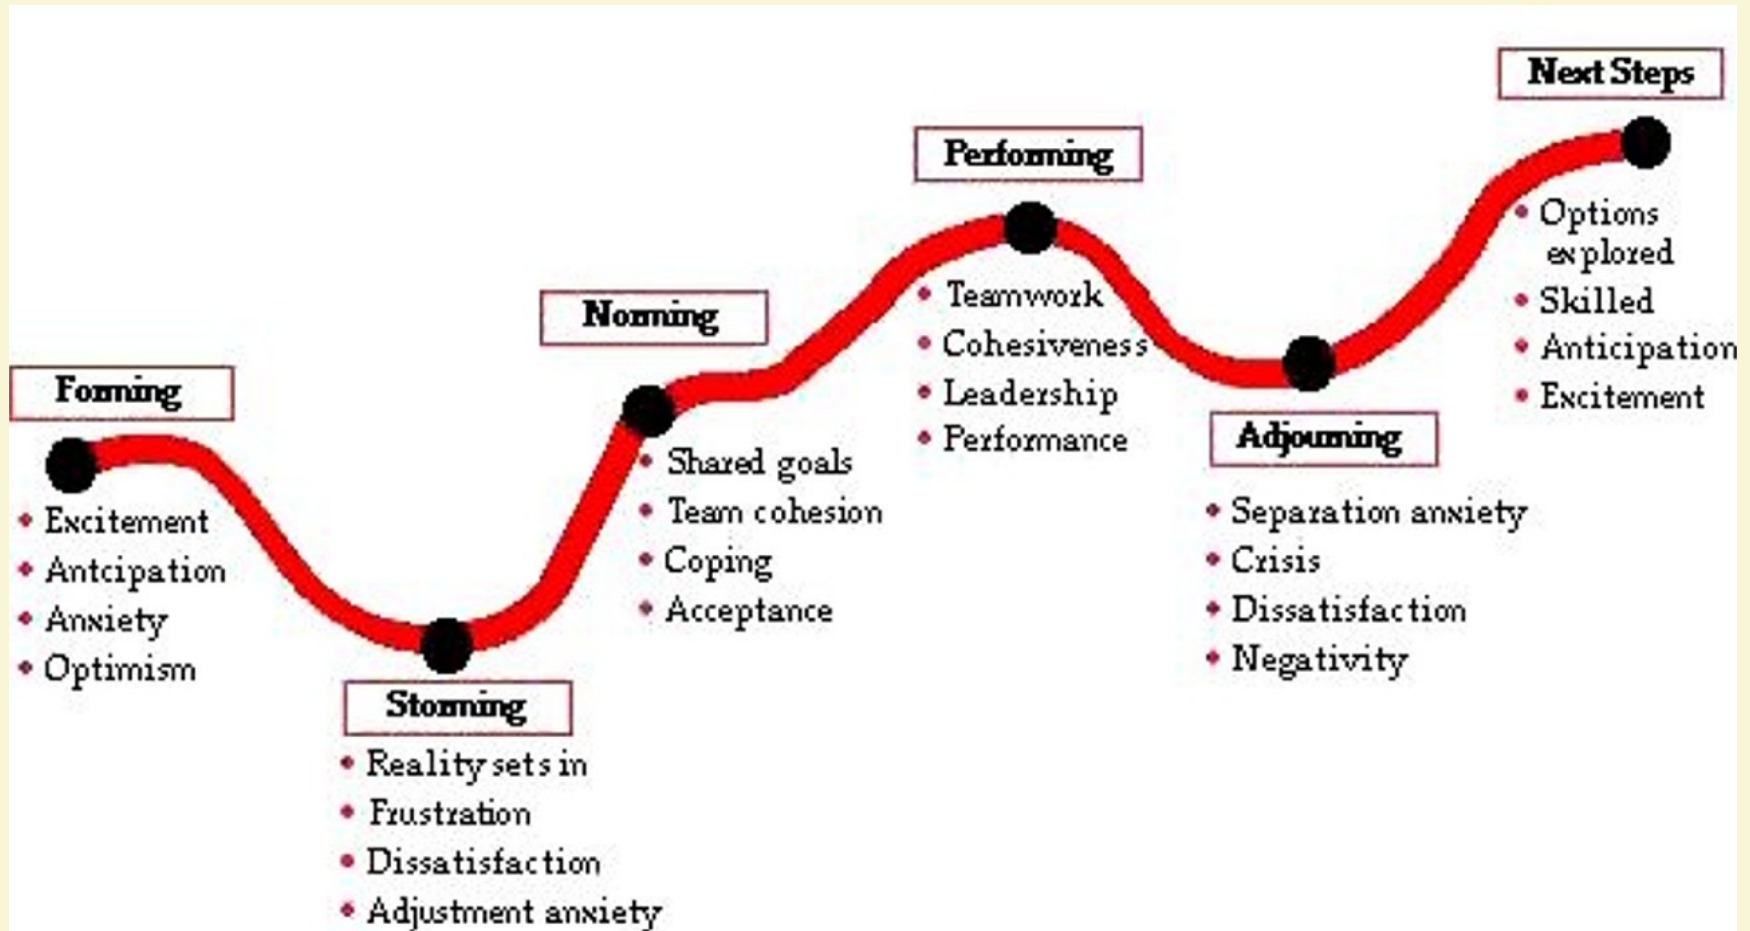 Forming
• Excitement
• Antcipation
• Anxiety
• Optimism
Storming
• Reality sets in
• Frustration
• Dissatisfaction
• Adjustment anxiety
Norming
• Shared goals
• Team cohesion
• Coping
• Acceptance
Performing
• Teamwork
• Cohesiveness
• Leadership
• Performance
Adjourning
• Separation anxiety
• Crisis
• Dissatisfaction
• Negativity
Next Steps
• Options
explored
• Skilled
• Anticipation
• Excitement